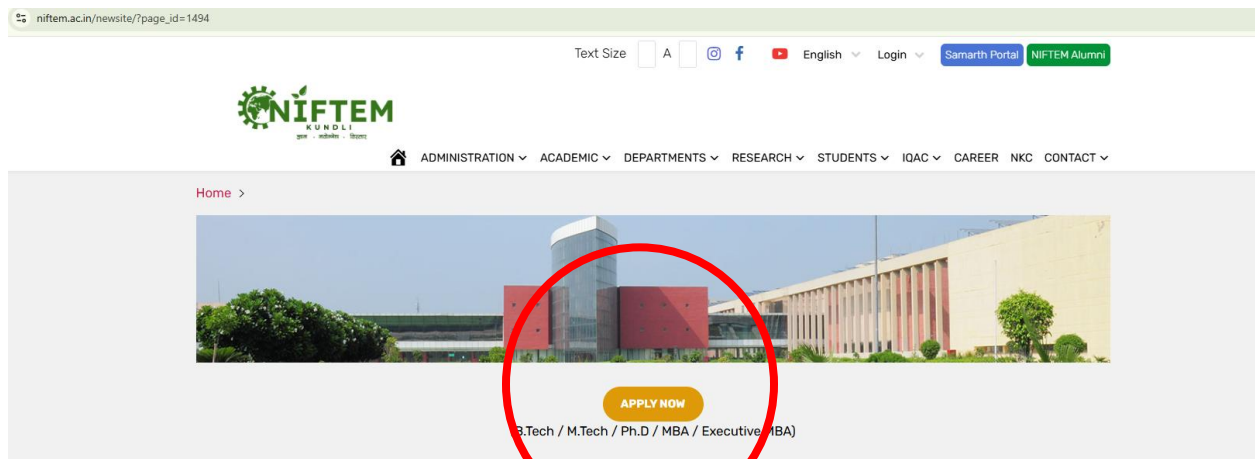 niftem.ac.in/newsite/?page_id=1494
Text Size A English Login Samarth Portal NIFTEM Alumni
NIFTEM
KUNDLI
ADMINISTRATION ACADEMIC DEPARTMENTS RESEARCH STUDENTS IQAC CAREER NKC CONTACT
Home >
APPLY NOW
B.Tech / M.Tech / Ph.D / MBA / Executive MBA)